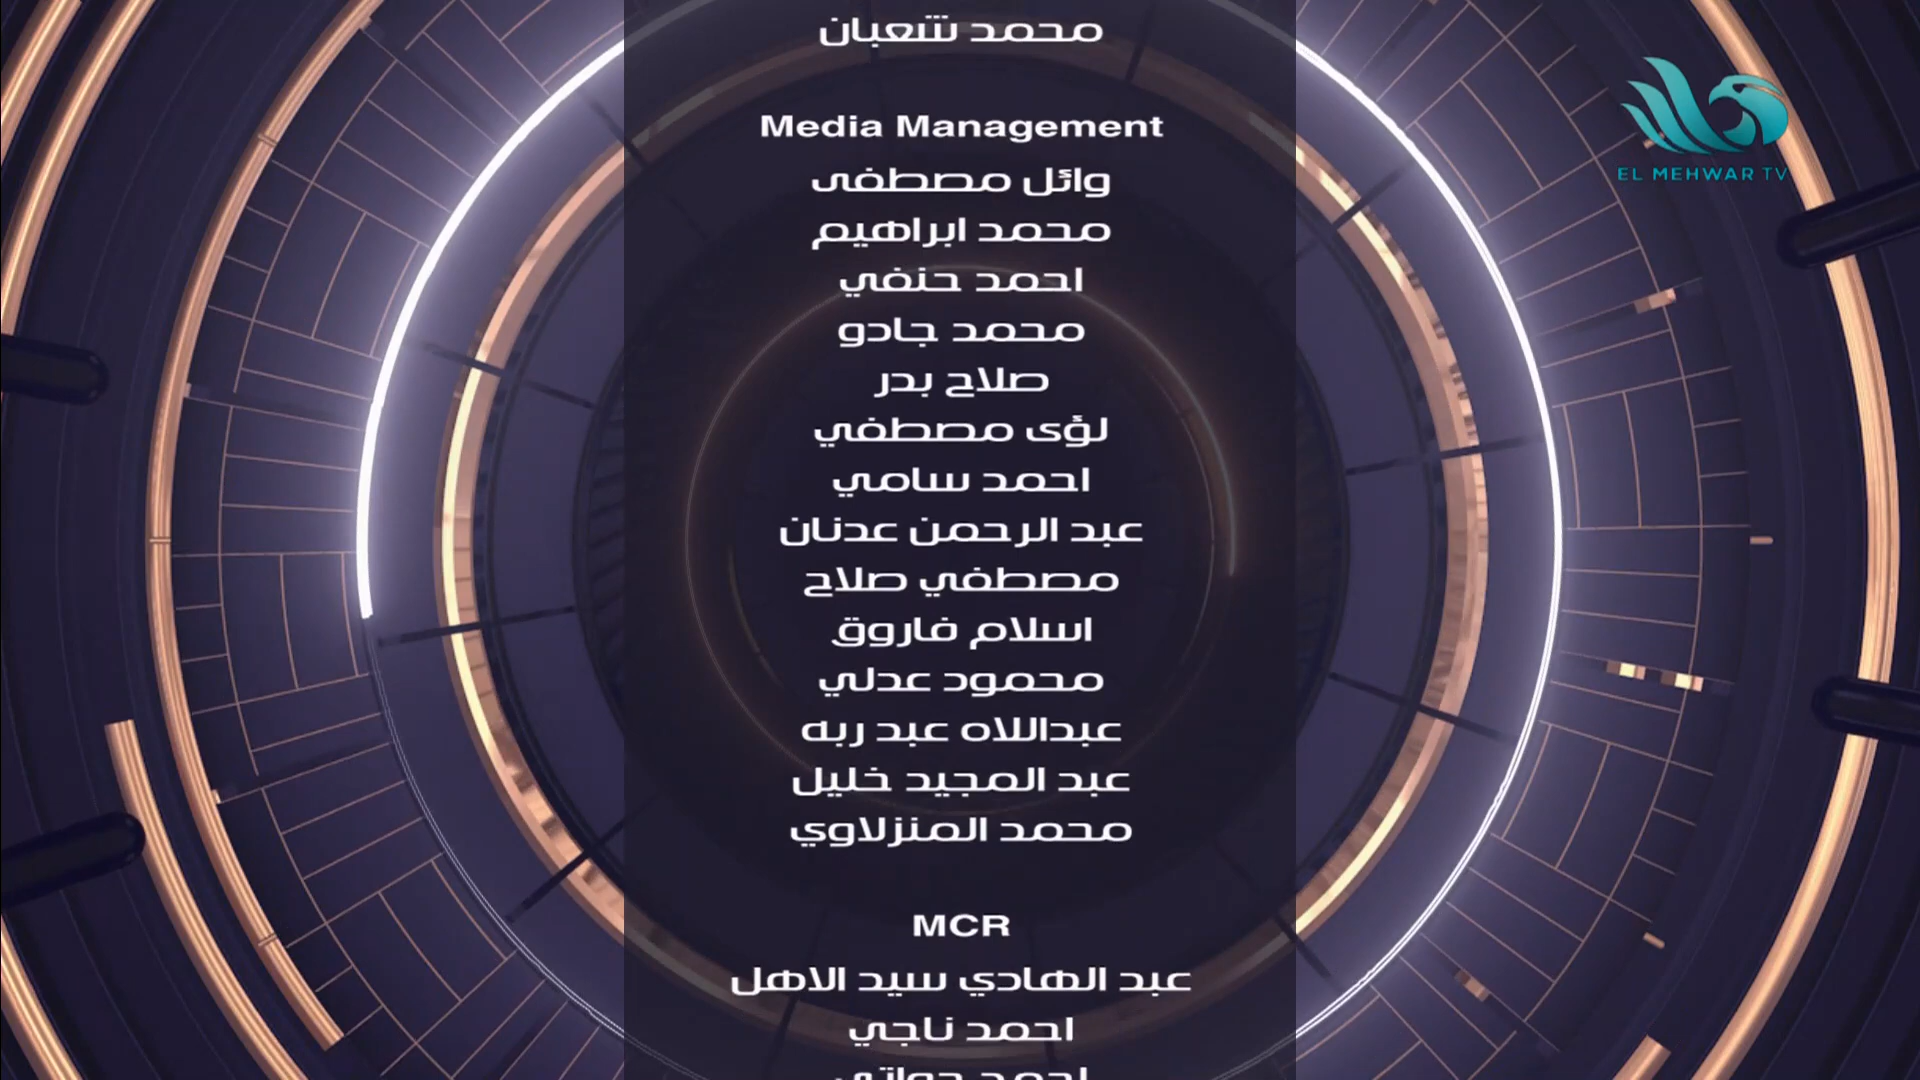 محمد شعبان
Media Management
وائل مصطفى
محمد ابراهيم
احمد حنفي
محمد جادو
صلاح بدر
لؤى مصطفي
احمد سامي
عبد الرحمن عدنان
مصطفي صلاح
اسلام فاروق
محمود عدلي
عبداللاه عبد ربه
عبد المجيد خليل
محمد المنزلاوي
MCR
عبد الهادي سيد الاهل
احمد ناجي
احمد
EL MEHWAR TV